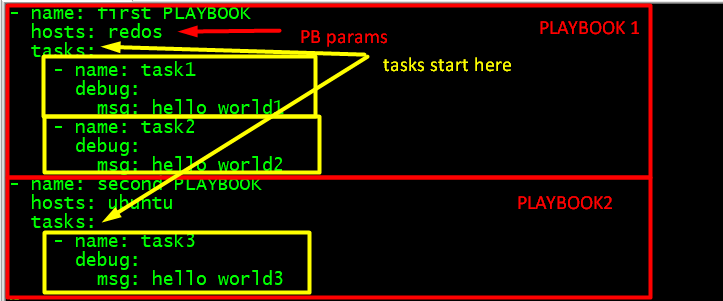 - name: first PLAYBOOK
PLAYBOOK 1
hosts: redos
PB params
tasks:
tasks start here
- name: task1
debug:
msg: hello world1
- name: task2
debug:
msg: hello world2
- name: second PLAYBOOK
hosts: ubuntu
PLAYBOOK2
tasks:
- name: task3
debug:
msg: hello world3